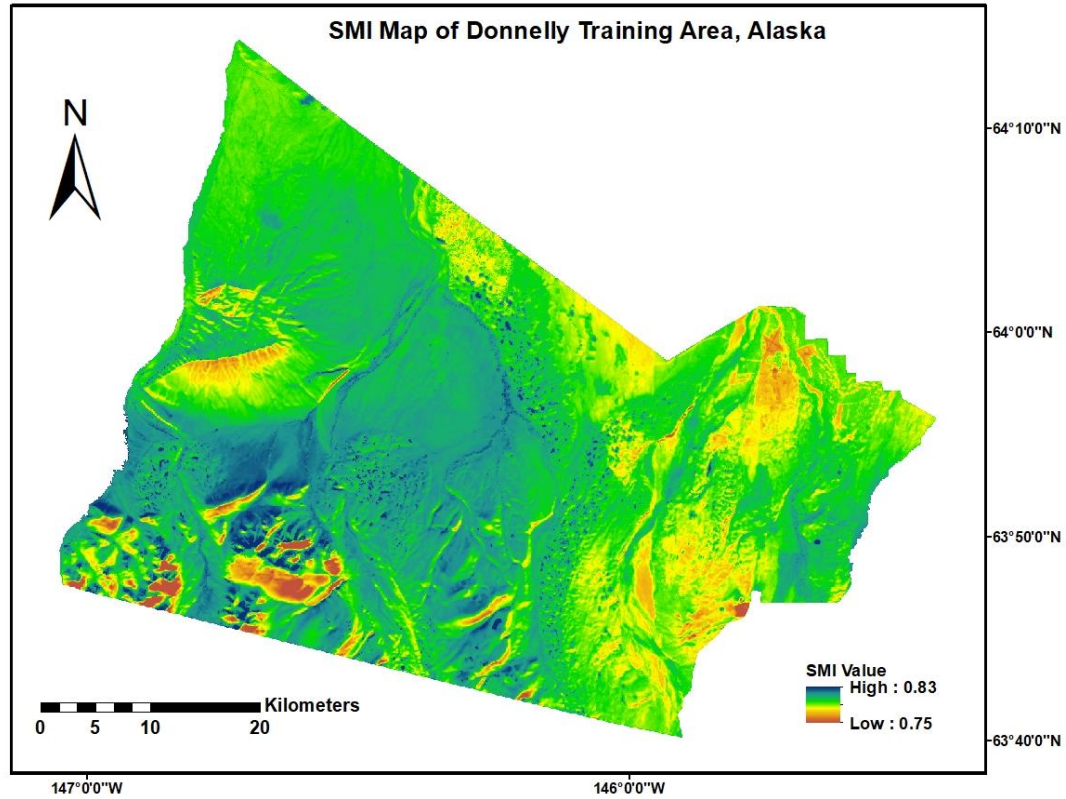 SMI Map of Donnelly Training Area, Alaska
N
64°10'0"N
64°0'0"N
63°50'0"N
SMI Value
High : 0.83
Low : 0.75
Kilometers
0 5 10 20
63°40'0"N
147°0'0"W 146°0'0"W